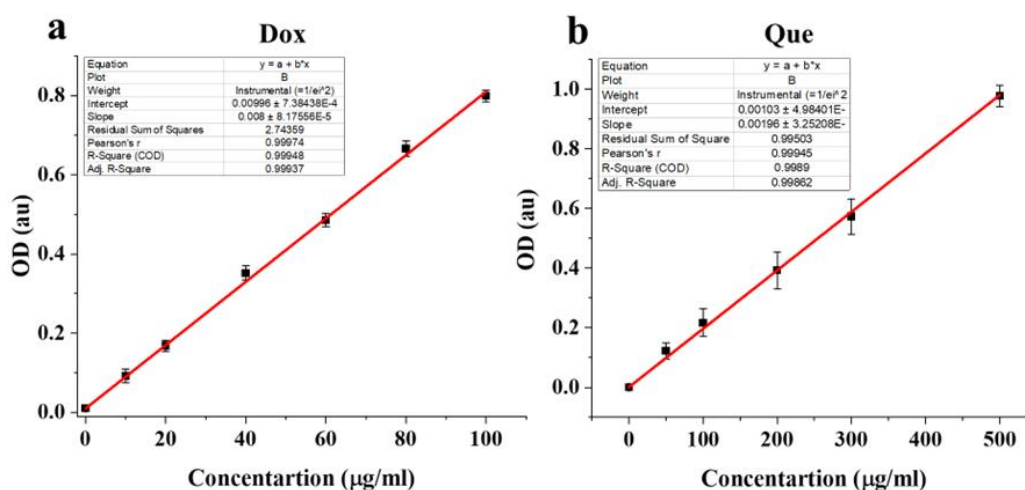 a
Dox
Equation y = a + b*x
Plot B
Weight Instrumental (=1/ei^2)
Intercept 0.00996 ± 7.38438E-4
Slope 0.008 ± 8.17556E-5
Residual Sum of Squares 2.74359
Pearson's r 0.99974
R-Square (COD) 0.99948
Adj. R-Square 0.99937
OD (au)
0.8
0.6
0.4
0.2
0.0
0 20 40 60 80 100
Concentartion (µg/ml)
b
Que
Equation y = a + b*x
Plot B
Weight Instrumental (=1/ei^2
Intercept 0.00103 ± 4.98401E-
Slope 0.00196 ± 3.25208E-
Residual Sum of Square 0.99503
Pearson's r 0.99945
R-Square (COD) 0.9989
Adj. R-Square 0.99862
OD (au)
1.0
0.8
0.6
0.4
0.2
0.0
0 100 200 300 400 500
Concentartion (µg/ml)